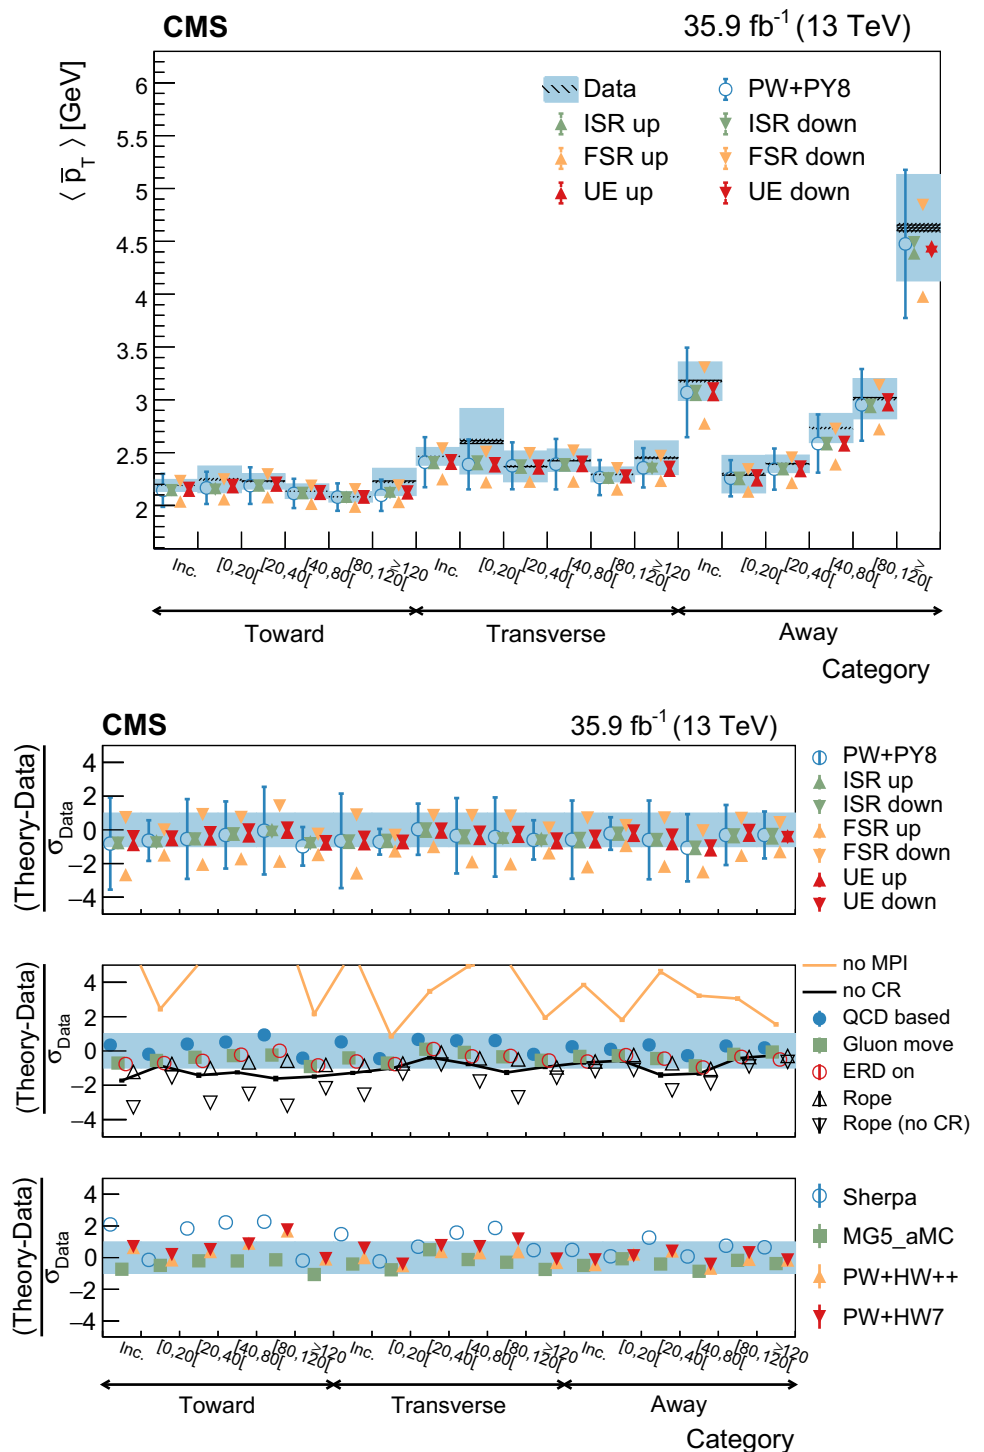 CMS 35.9 fb⁻¹ (13 TeV)
⟨ p̅_T ⟩ [GeV]
6
5.5
5
4.5
4
3.5
3
2.5
2
Data PW+PY8
ISR up ISR down
FSR up FSR down
UE up UE down
Inc. [0,20[ [20,40[ [40,80[ [80,120[ ≥120 Inc. [0,20[ [20,40[ [40,80[ [80,120[ ≥120 Inc. [0,20[ [20,40[ [40,80[ [80,120[ ≥
Toward Transverse Away
Category
CMS 35.9 fb⁻¹ (13 TeV)
(Theory-Data)
σ_Data
4
2
0
−2
−4
PW+PY8
ISR up
ISR down
FSR up
FSR down
UE up
UE down
(Theory-Data)
σ_Data
4
2
0
−2
−4
no MPI
no CR
QCD based
Gluon move
ERD on
Rope
Rope (no CR)
(Theory-Data)
σ_Data
4
2
0
−2
−4
Sherpa
MG5_aMC
PW+HW++
PW+HW7
Inc. [0,20[ [20,40[ [40,80[ [80,120[ ≥120 Inc. [0,20[ [20,40[ [40,80[ [80,120[ ≥120 Inc. [0,20[ [20,40[ [40,80[ [80,120[ ≥120
Toward Transverse Away
Category